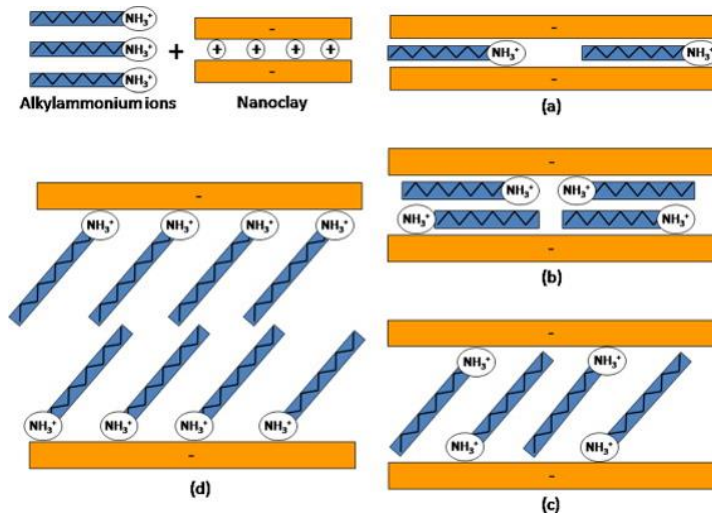 NH₃⁺
NH₃⁺
NH₃⁺
+
-
+ + + +
-
Alkylammonium ions
Nanoclay
-
NH₃⁺ NH₃⁺
-
(a)
-
NH₃⁺ NH₃⁺
NH₃⁺ NH₃⁺
-
(b)
-
NH₃⁺ NH₃⁺ NH₃⁺ NH₃⁺
NH₃⁺ NH₃⁺ NH₃⁺ NH₃⁺
-
(d)
-
NH₃⁺ NH₃⁺
NH₃⁺ NH₃⁺
-
(c)